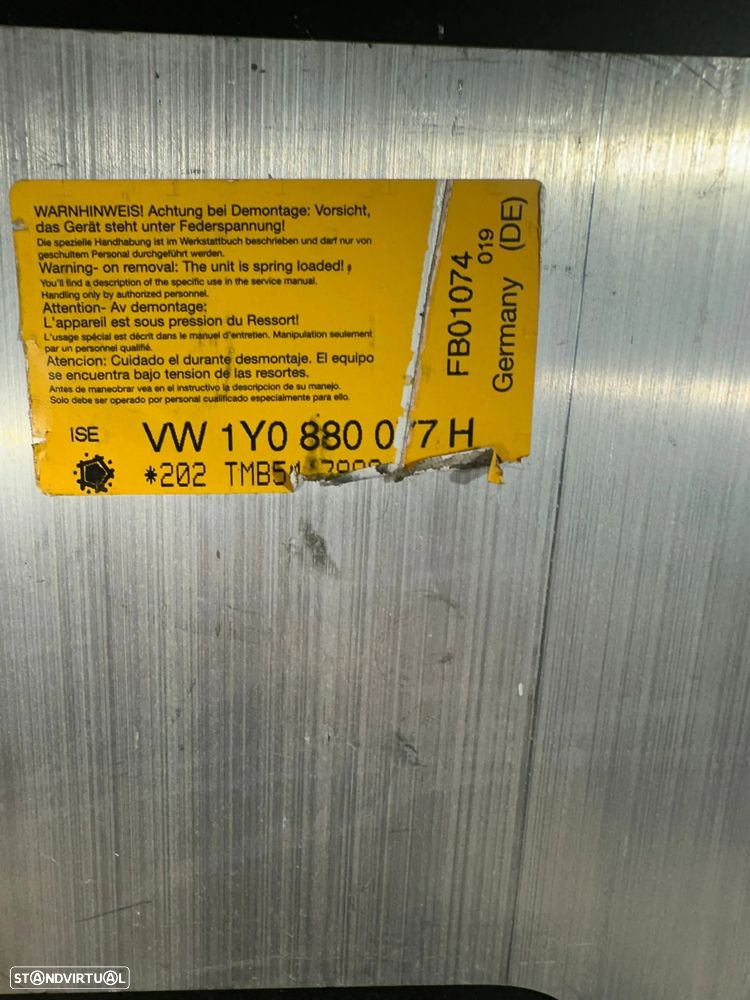 WARNHINWEIS! Achtung bei Demontage: Vorsicht,
das Gerät steht unter Federspannung!
Die spezielle Handhabung ist im Werkstattbuch beschrieben und darf nur von
geschultem Personal durchgeführt werden.
Warning- on removal: The unit is spring loaded!
You'll find a description of the specific use in the service manual.
Handling only by authorized personnel.
Attention- Av demontage:
L'appareil est sous pression du Ressort!
L'usage spécial est décrit dans le manuel d'entretien. Manipulation seulement
par un personnel qualifié.
Atencion: Cuidado el durante desmontaje. El equipo
se encuentra bajo tension de las resortes.
Antes de maneobrar vea en el instructivo la descripcion de su manejo.
Solo debe ser operado por personal cualificado especialmente para ello.
ISE VW 1Y0 880 H
*202
FB01074 019
Germany (DE)
STANDVIRTUAL